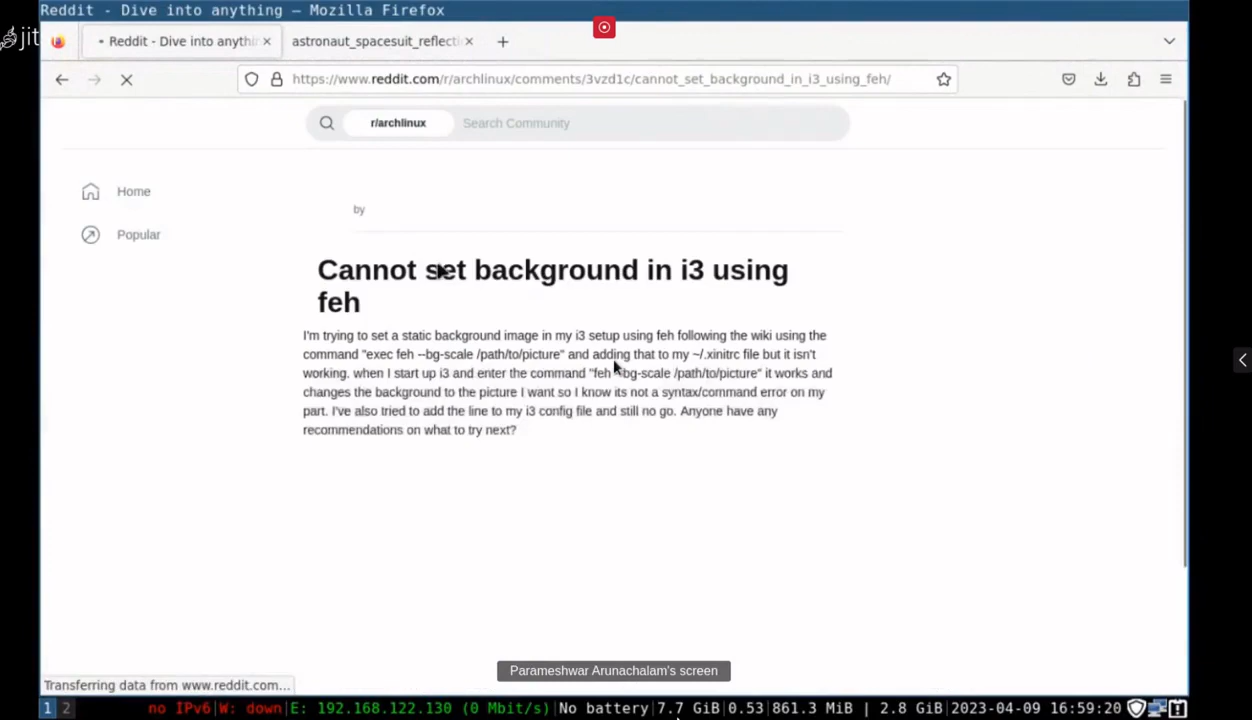 Reddit - Dive into anything — Mozilla Firefox
jit
• Reddit - Dive into anythin
astronaut_spacesuit_reflecti
https://www.reddit.com/r/archlinux/comments/3vzd1c/cannot_set_background_in_i3_using_feh/
r/archlinux Search Community
Home
by
Popular
Cannot set background in i3 using
feh
I'm trying to set a static background image in my i3 setup using feh following the wiki using the
command "exec feh --bg-scale /path/to/picture" and adding that to my ~/.xinitrc file but it isn't
working. when I start up i3 and enter the command "feh --bg-scale /path/to/picture" it works and
changes the background to the picture I want so I know its not a syntax/command error on my
part. I've also tried to add the line to my i3 config file and still no go. Anyone have any
recommendations on what to try next?
Parameshwar Arunachalam's screen
Transferring data from www.reddit.com...
1 2 no IPv6|W: down|E: 192.168.122.130 (0 Mbit/s)|No battery|7.7 GiB|0.53|861.3 MiB | 2.8 GiB|2023-04-09 16:59:20